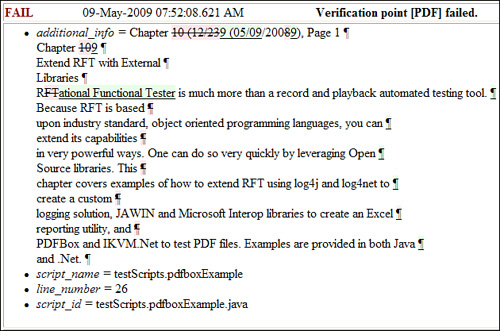 FAIL 09-May-2009 07:52:08.621 AM Verification point [PDF] failed.
• additional_info = Chapter 10 (12/239 (05/09/20089), Page 1 ¶
Chapter 109 ¶
Extend RFT with External ¶
Libraries ¶
RFTational Functional Tester is much more than a record and playback automated testing tool. ¶
Because RFT is based ¶
upon industry standard, object oriented programming languages, you can ¶
extend its capabilities ¶
in very powerful ways. One can do so very quickly by leveraging Open ¶
Source libraries. This ¶
chapter covers examples of how to extend RFT using log4j and log4net to ¶
create a custom ¶
logging solution, JAWIN and Microsoft Interop libraries to create an Excel ¶
reporting utility, and ¶
PDFBox and IKVM.Net to test PDF files. Examples are provided in both Java ¶
and .Net. ¶
• script_name = testScripts.pdfboxExample
• line_number = 26
• script_id = testScripts.pdfboxExample.java